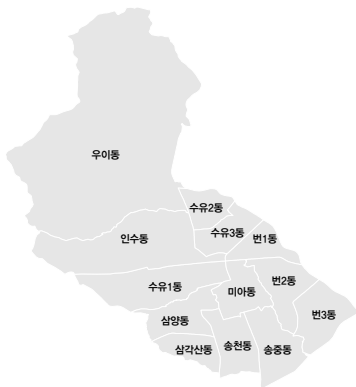 우이동
수유2동
수유3동
번1동
인수동
번2동
수유1동
미아동
번3동
삼양동
송천동
삼각산동
송중동